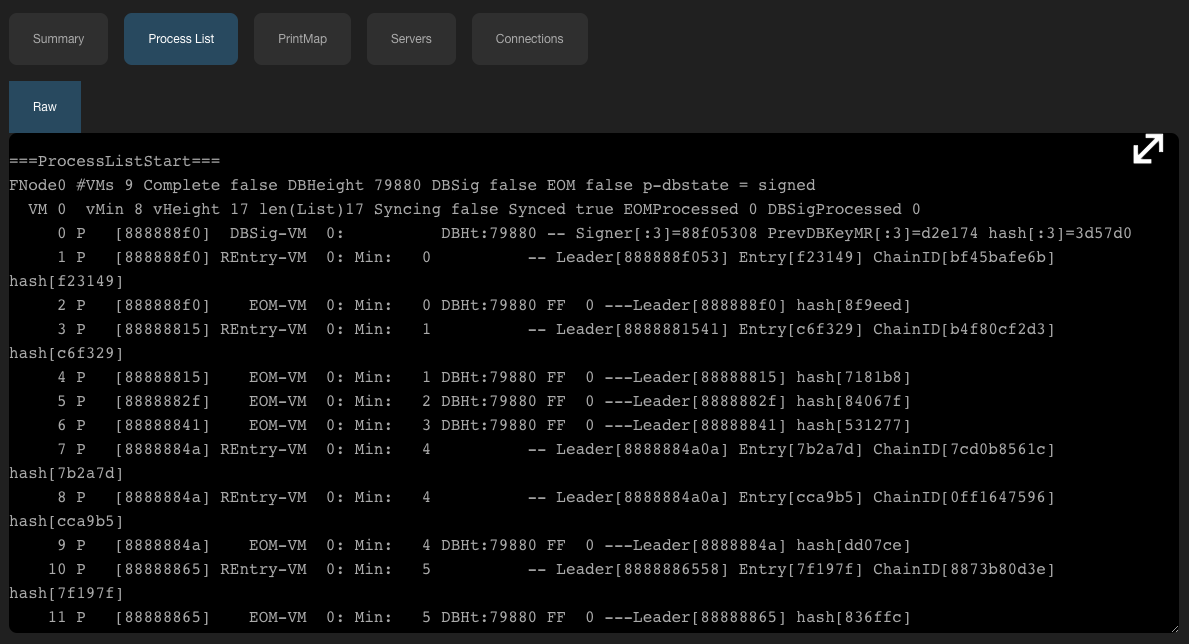 Summary Process List PrintMap Servers Connections
Raw
===ProcessListStart===
FNode0 #VMs 9 Complete false DBHeight 79880 DBSig false EOM false p-dbstate = signed
VM 0  vMin 8 vHeight 17 len(List)17 Syncing false Synced true EOMProcessed 0 DBSigProcessed 0
0 P   [888888f0]  DBSig-VM  0:          DBHt:79880 -- Signer[:3]=88f05308 PrevDBKeyMR[:3]=d2e174 hash[:3]=3d57d0
1 P   [888888f0] REntry-VM  0: Min:   0          -- Leader[888888f053] Entry[f23149] ChainID[bf45bafe6b]
hash[f23149]
2 P   [888888f0]    EOM-VM  0: Min:   0 DBHt:79880 FF  0 ---Leader[888888f0] hash[8f9eed]
3 P   [88888815] REntry-VM  0: Min:   1          -- Leader[8888881541] Entry[c6f329] ChainID[b4f80cf2d3]
hash[c6f329]
4 P   [88888815]    EOM-VM  0: Min:   1 DBHt:79880 FF  0 ---Leader[88888815] hash[7181b8]
5 P   [8888882f]    EOM-VM  0: Min:   2 DBHt:79880 FF  0 ---Leader[8888882f] hash[84067f]
6 P   [88888841]    EOM-VM  0: Min:   3 DBHt:79880 FF  0 ---Leader[88888841] hash[531277]
7 P   [8888884a] REntry-VM  0: Min:   4          -- Leader[8888884a0a] Entry[7b2a7d] ChainID[7cd0b8561c]
hash[7b2a7d]
8 P   [8888884a] REntry-VM  0: Min:   4          -- Leader[8888884a0a] Entry[cca9b5] ChainID[0ff1647596]
hash[cca9b5]
9 P   [8888884a]    EOM-VM  0: Min:   4 DBHt:79880 FF  0 ---Leader[8888884a] hash[dd07ce]
10 P   [88888865] REntry-VM  0: Min:   5          -- Leader[8888886558] Entry[7f197f] ChainID[8873b80d3e]
hash[7f197f]
11 P   [88888865]    EOM-VM  0: Min:   5 DBHt:79880 FF  0 ---Leader[88888865] hash[836ffc]